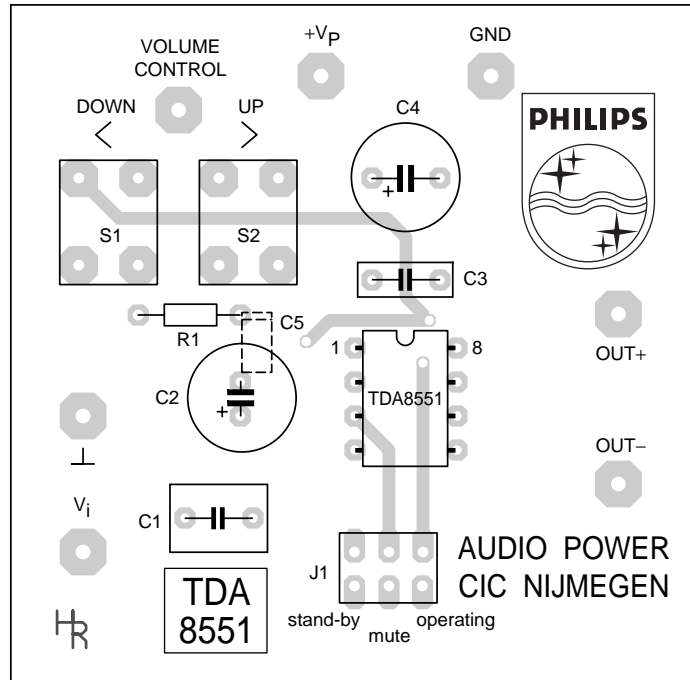 +VP
GND
VOLUME
CONTROL
DOWN
UP
C4
PHILIPS
+
S1
S2
C3
C5
R1
1
8
OUT+
C2
TDA8551
+
OUT−
Vi
C1
J1
AUDIO POWER
CIC NIJMEGEN
TDA
8551
stand-by
mute
operating
HR